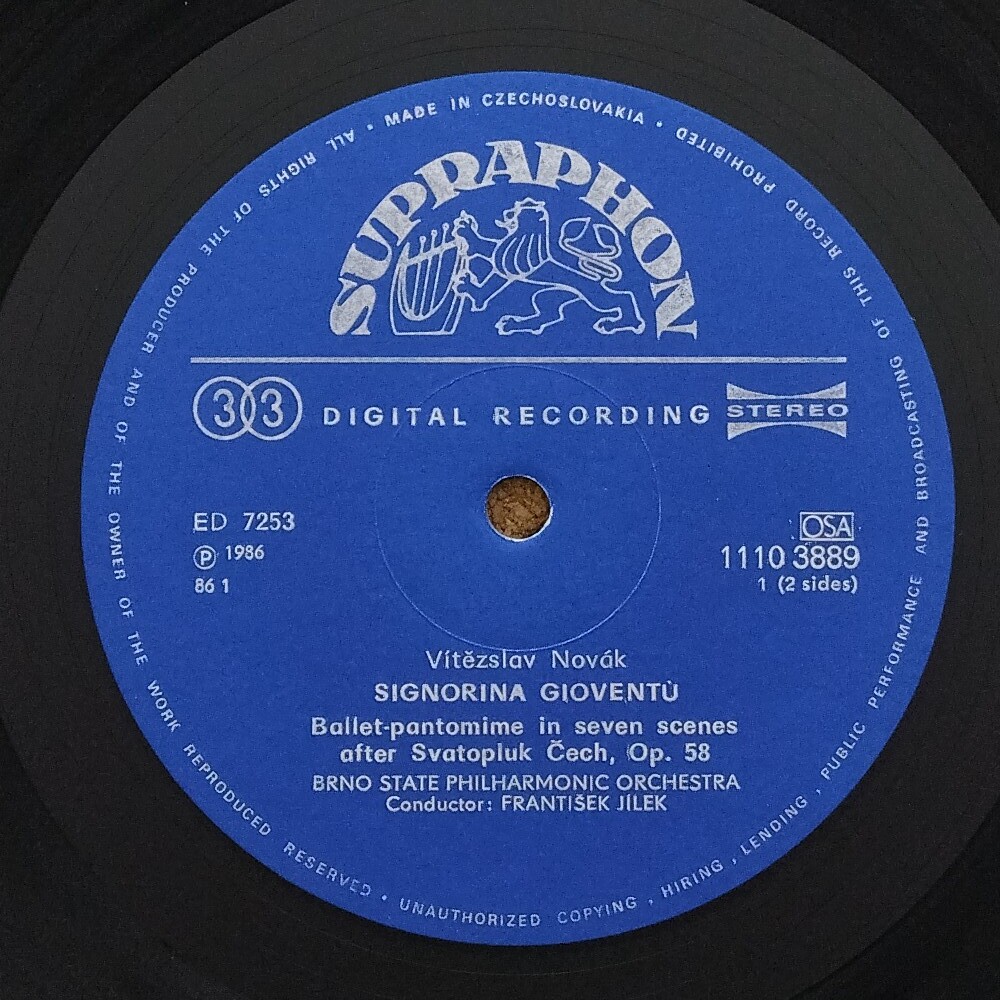 ALL RIGHTS OF THE PRODUCER AND OF THE OWNER OF THE WORK REPRODUCED RESERVED • UNAUTHORIZED COPYING, HIRING, LENDING, PUBLIC PERFORMANCE AND BROADCASTING OF THIS RECORD PROHIBITED • MADE IN CZECHOSLOVAKIA •
SUPRAPHON
33 DIGITAL RECORDING STEREO
ED 7253
Ⓟ 1986
86 1
OSA
1110 3889
1 (2 sides)
Vítězslav Novák
SIGNORINA GIOVENTÙ
Ballet-pantomime in seven scenes
after Svatopluk Čech, Op. 58
BRNO STATE PHILHARMONIC ORCHESTRA
Conductor: FRANTIŠEK JÍLEK